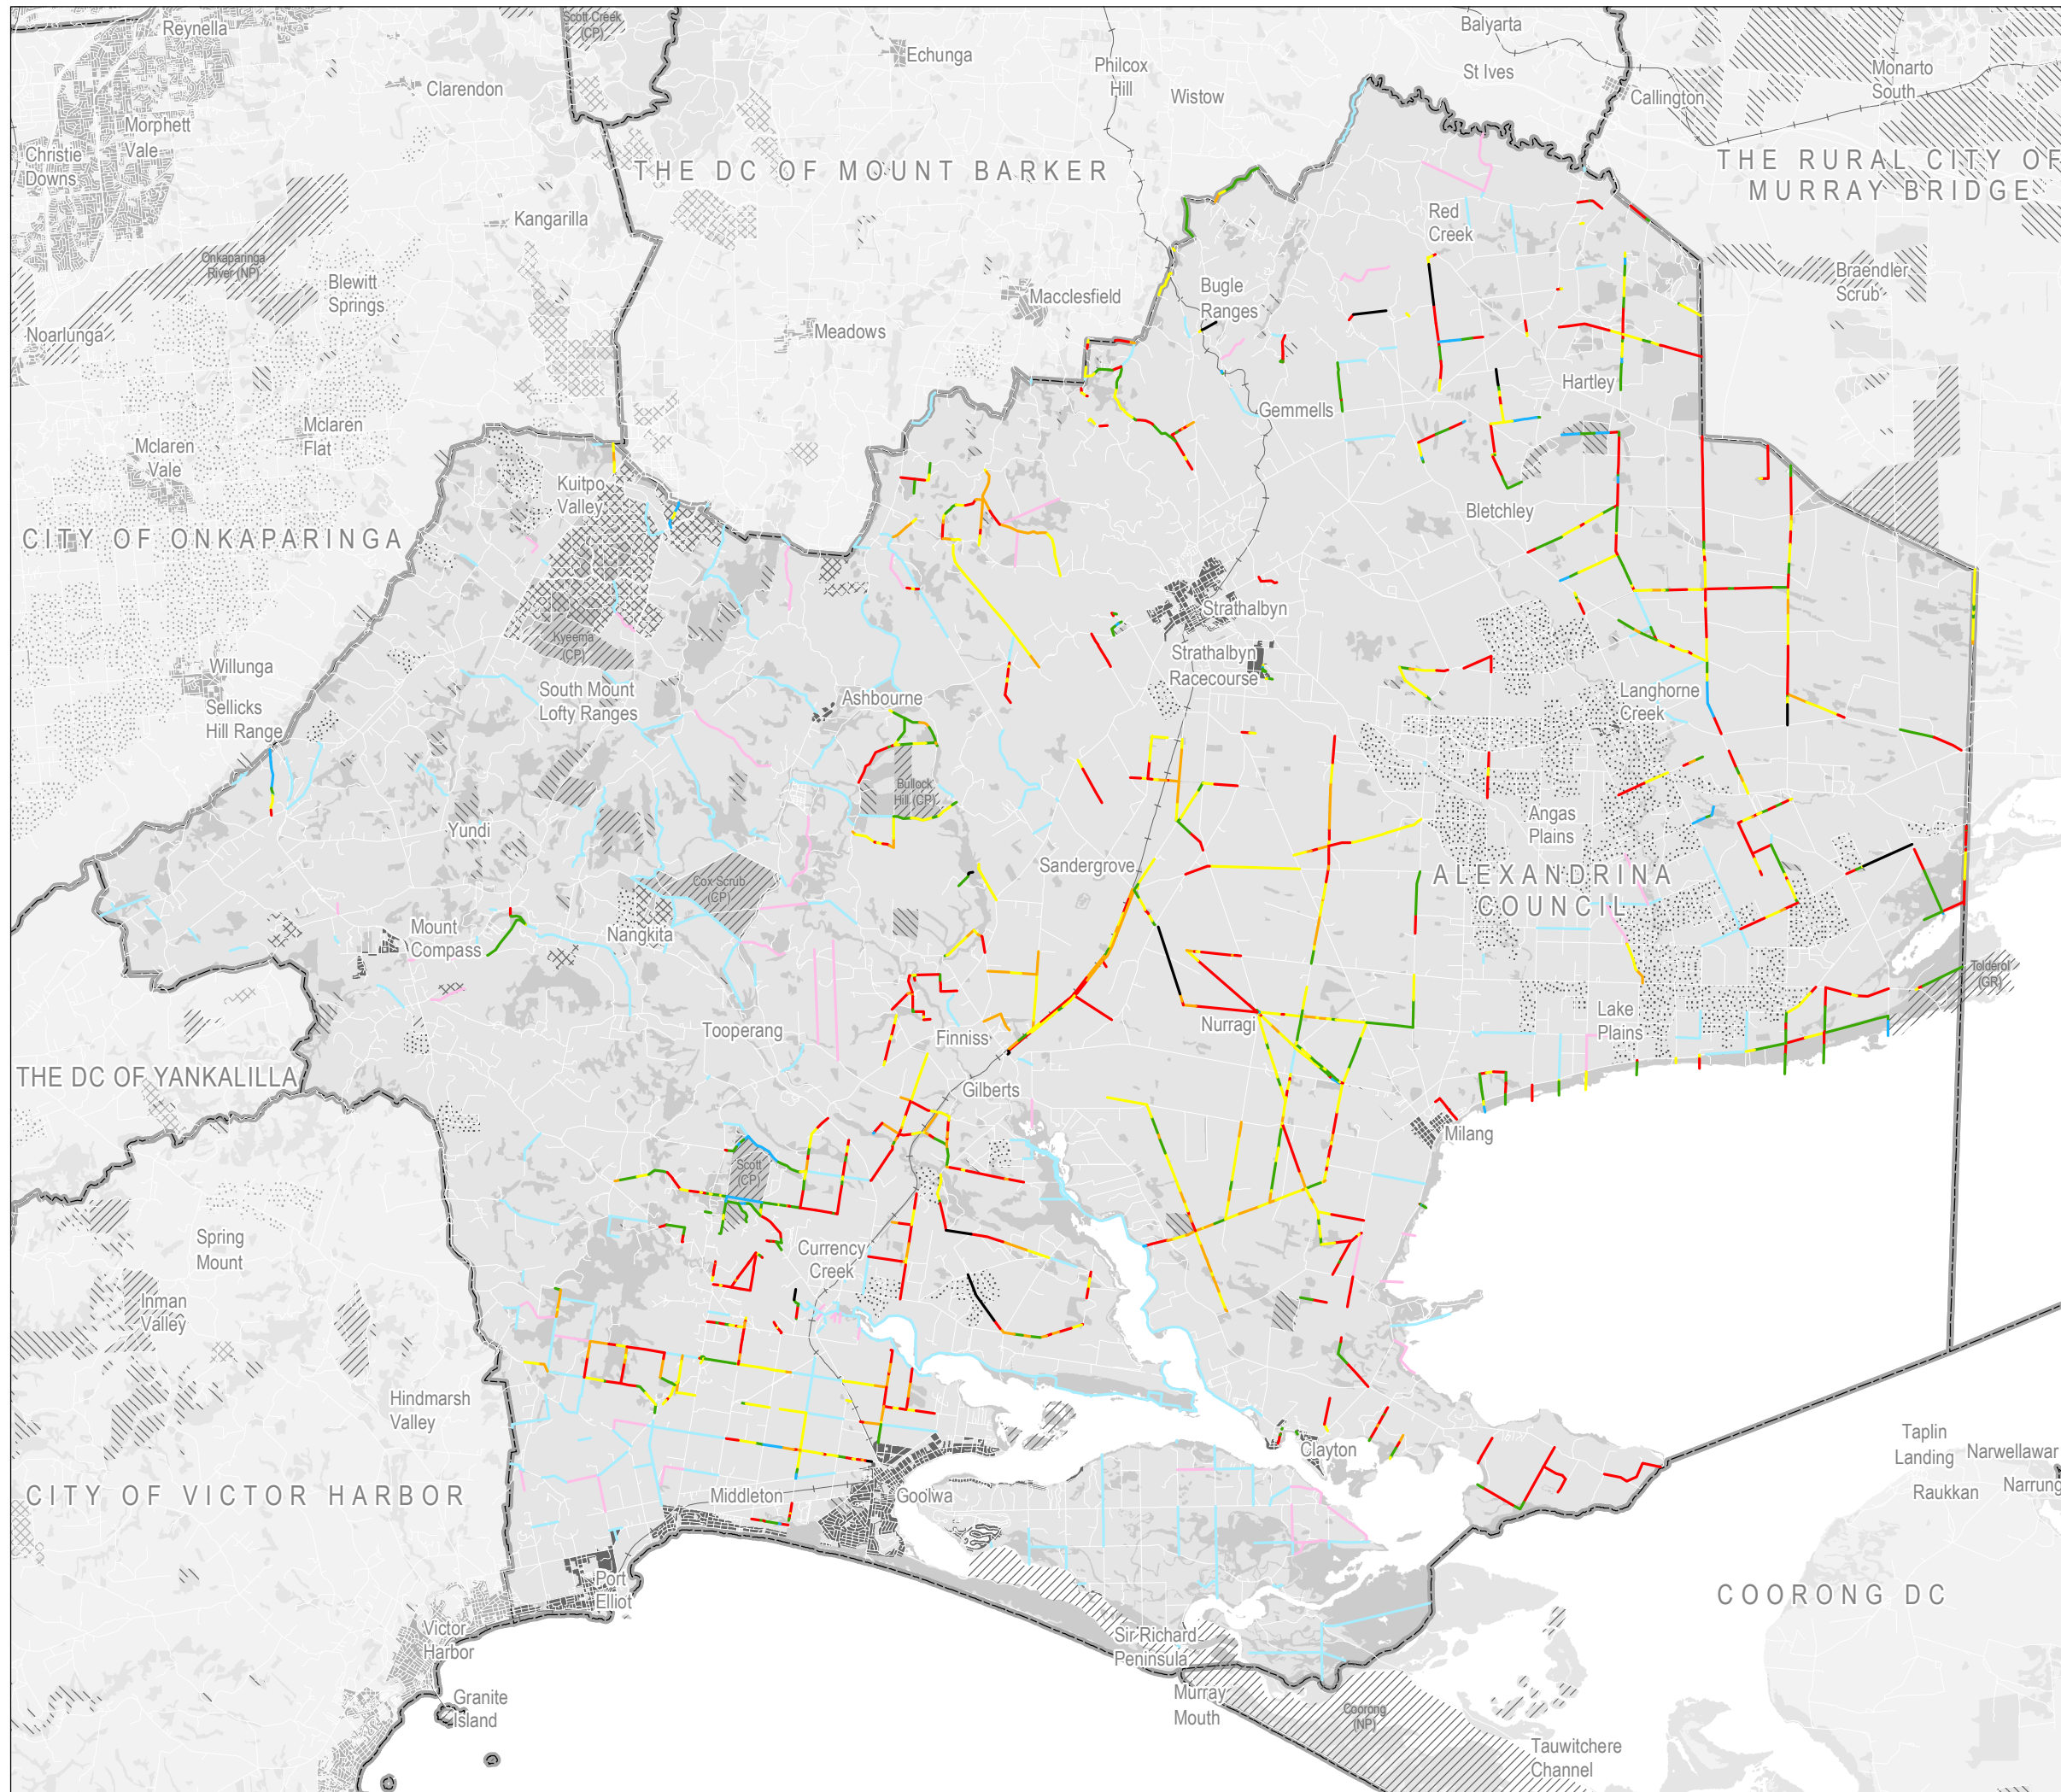 Reynella
Scott Creek
(CP)
Echunga
Balyarta
Clarendon
Philcox
Hill
St Ives
Monarto
South
Wistow
Callington
Morphett
Vale
Christie
Downs
THE DC OF MOUNT BARKER
THE RURAL CITY OF
MURRAY BRIDGE
Kangarilla
Red
Creek
Onkaparinga
River (NP)
Blewitt
Springs
Braendler
Scrub
Bugle
Ranges
Macclesfield
Meadows
Noarlunga
Hartley
Gemmells
Mclaren
Flat
Mclaren
Vale
Kuitpo
Valley
Bletchley
CITY OF ONKAPARINGA
Strathalbyn
Kyeema
(CP)
Strathalbyn
Racecourse
Willunga
South Mount
Lofty Ranges
Ashbourne
Langhorne
Creek
Sellicks
Hill Range
Bullock
Hill (CP)
Yundi
Angas
Plains
Sandergrove
ALEXANDRINA
COUNCIL
Cox Scrub
(CP)
Mount
Compass
Nangkita
Tolderol
(GR)
Lake
Plains
Tooperang
Finniss
Nurragi
THE DC OF YANKALILLA
Gilberts
Milang
Scott
(CP)
Spring
Mount
Currency
Creek
Inman
Valley
Hindmarsh
Valley
Taplin
Landing
Clayton
Narwellawar
CITY OF VICTOR HARBOR
Middleton
Goolwa
Raukkan
Narrung
Port
Elliot
COORONG DC
Victor
Harbor
Sir Richard
Peninsula
Granite
Island
Murray
Mouth
Coorong
(NP)
Tauwitchere
Channel